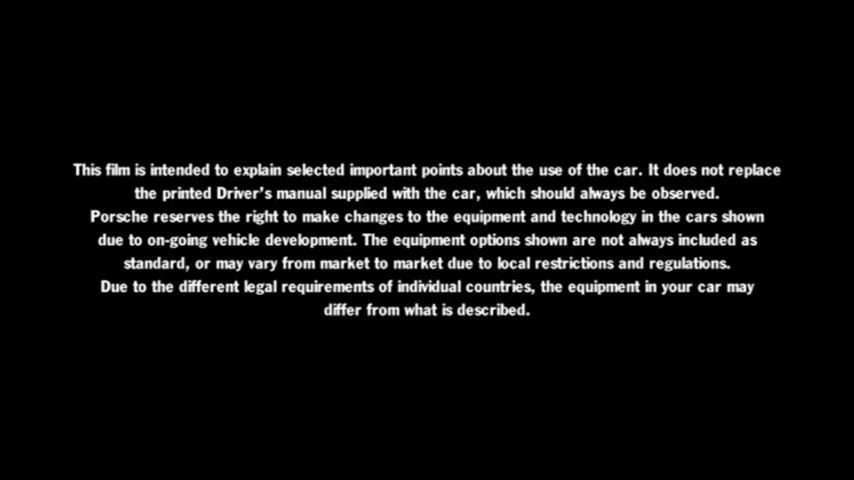 This film is intended to explain selected important points about the use of the car. It does not replace
the printed Driver's manual supplied with the car, which should always be observed.
Porsche reserves the right to make changes to the equipment and technology in the cars shown
due to on-going vehicle development. The equipment options shown are not always included as
standard, or may vary from market to market due to local restrictions and regulations.
Due to the different legal requirements of individual countries, the equipment in your car may
differ from what is described.